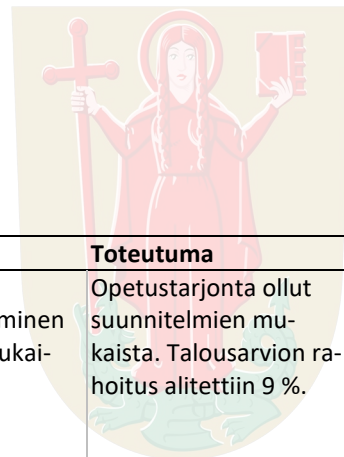 Toteutuma
Opetustarjonta ollut
minen suunnitelmien mu-
ukai- kaista. Talousarvion ra-
hoitus alitettiin 9 %.